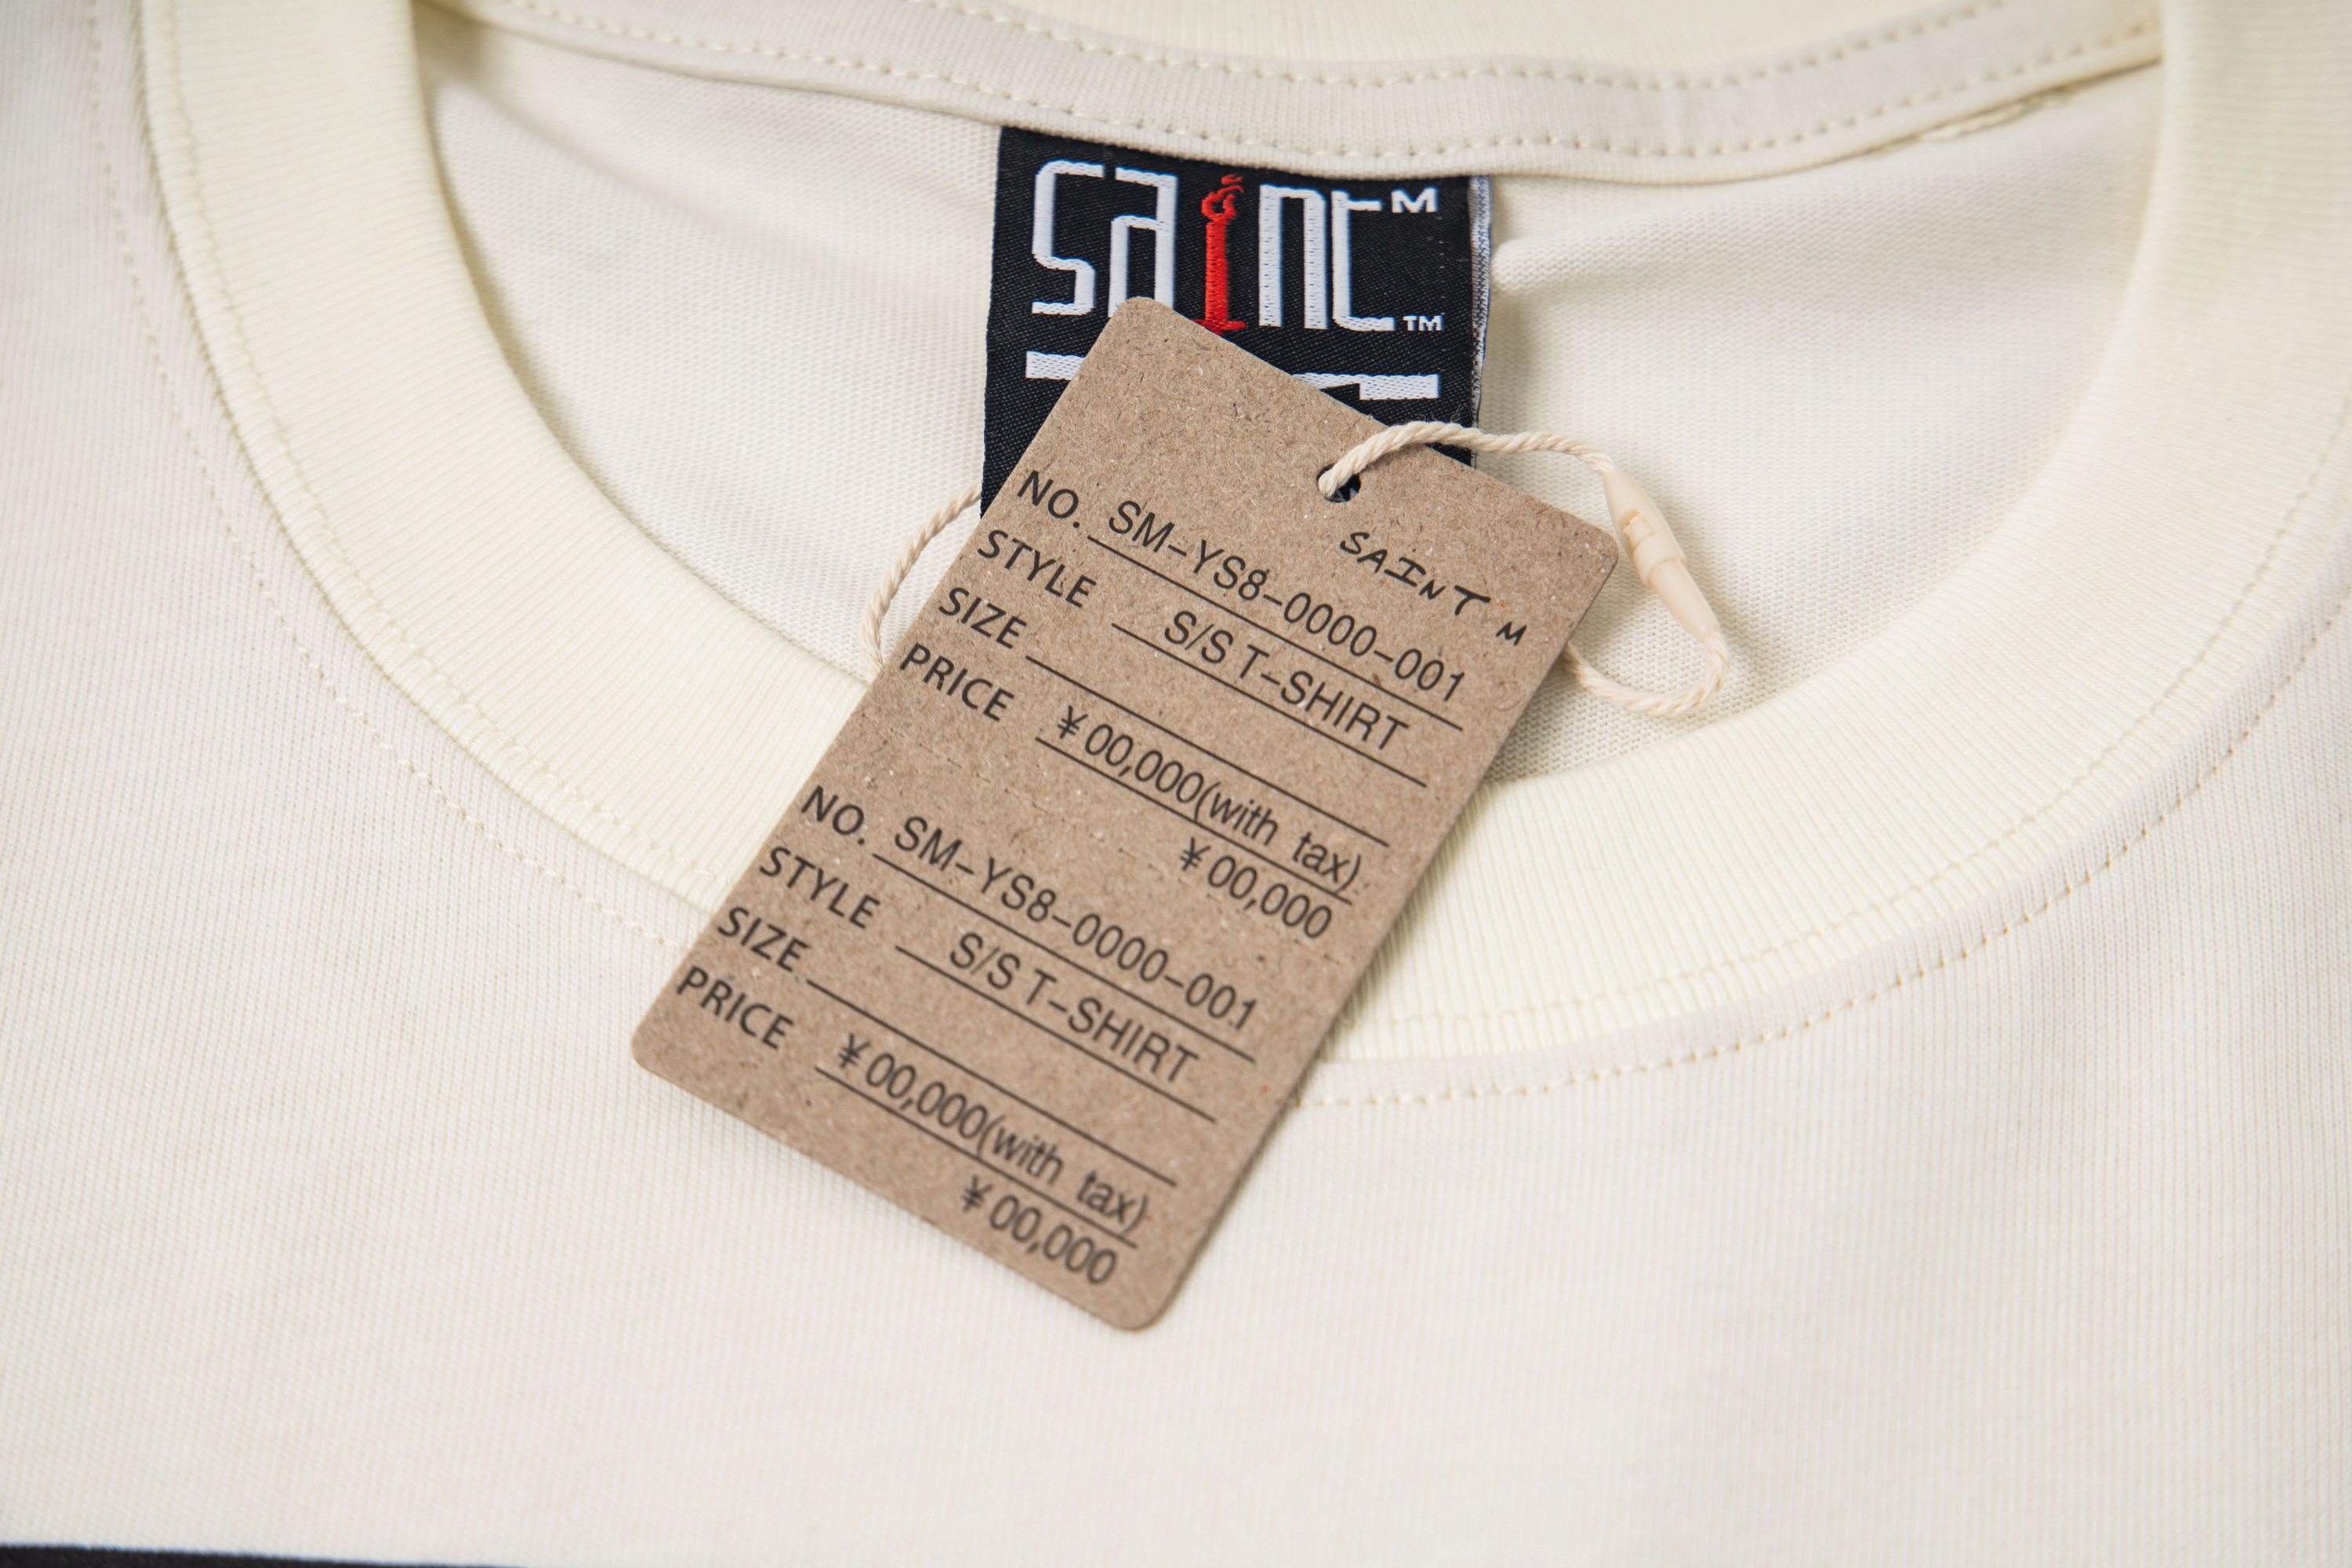 saint M
TM
SAINT M
NO. SM-YS8-0000-001
STYLE S/S T-SHIRT
SIZE
PRICE ¥00,000(with tax)
¥00,000
NO. SM-YS8-0000-001
STYLE S/S T-SHIRT
SIZE
PRICE ¥00,000(with tax)
¥00,000